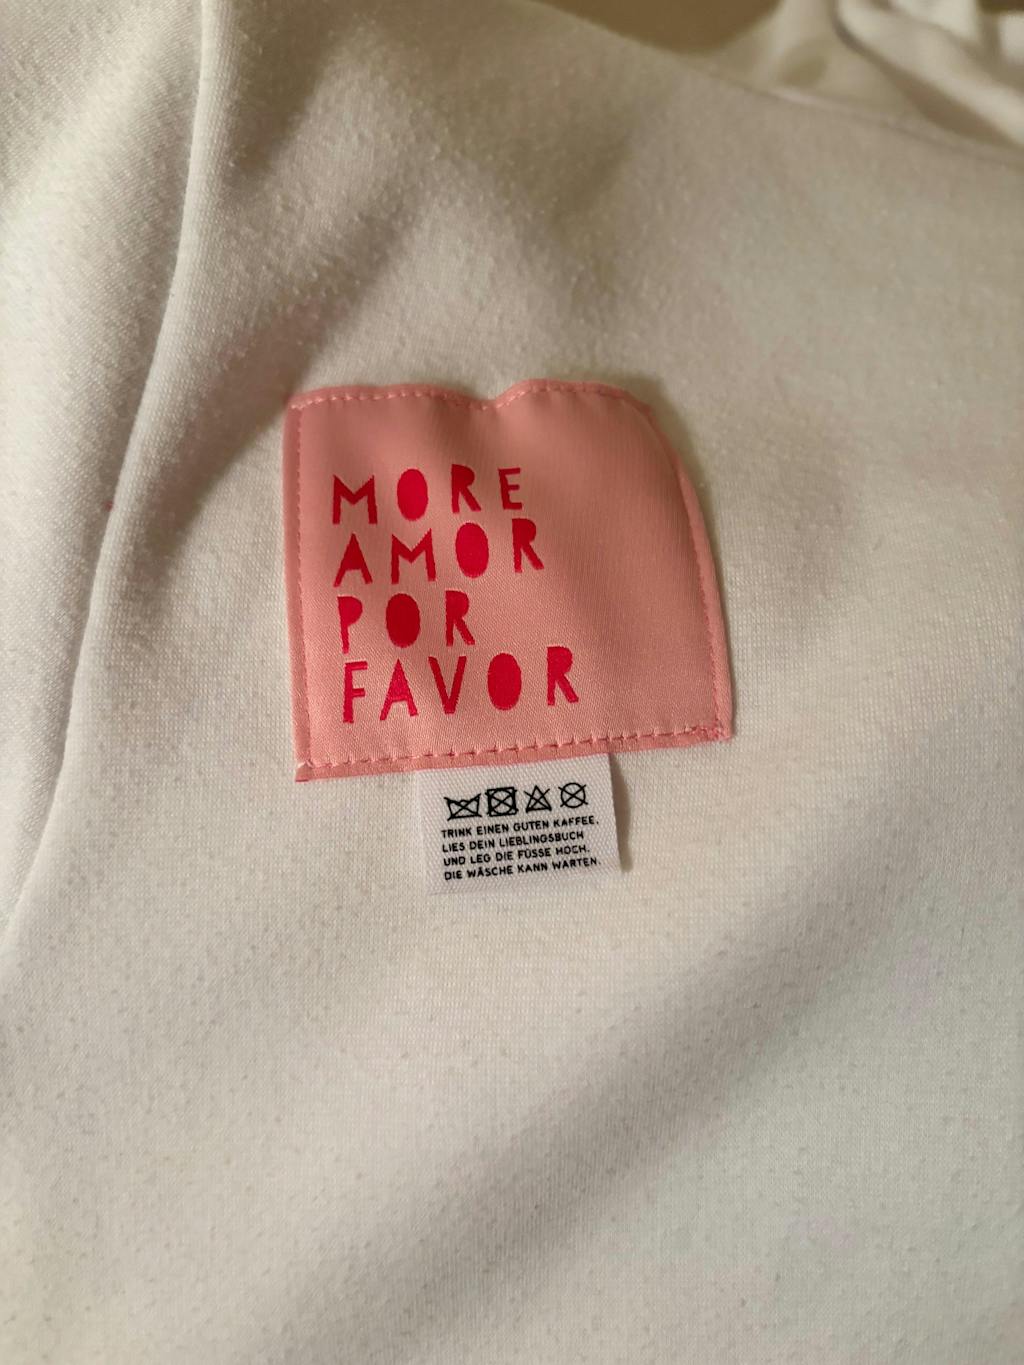 MORE
AMOR
POR
FAVOR
TRINK EINEN GUTEN KAFFEE,
LIES DEIN LIEBLINGSBUCH
UND LEG DIE FÜSSE HOCH.
DIE WÄSCHE KANN WARTEN.